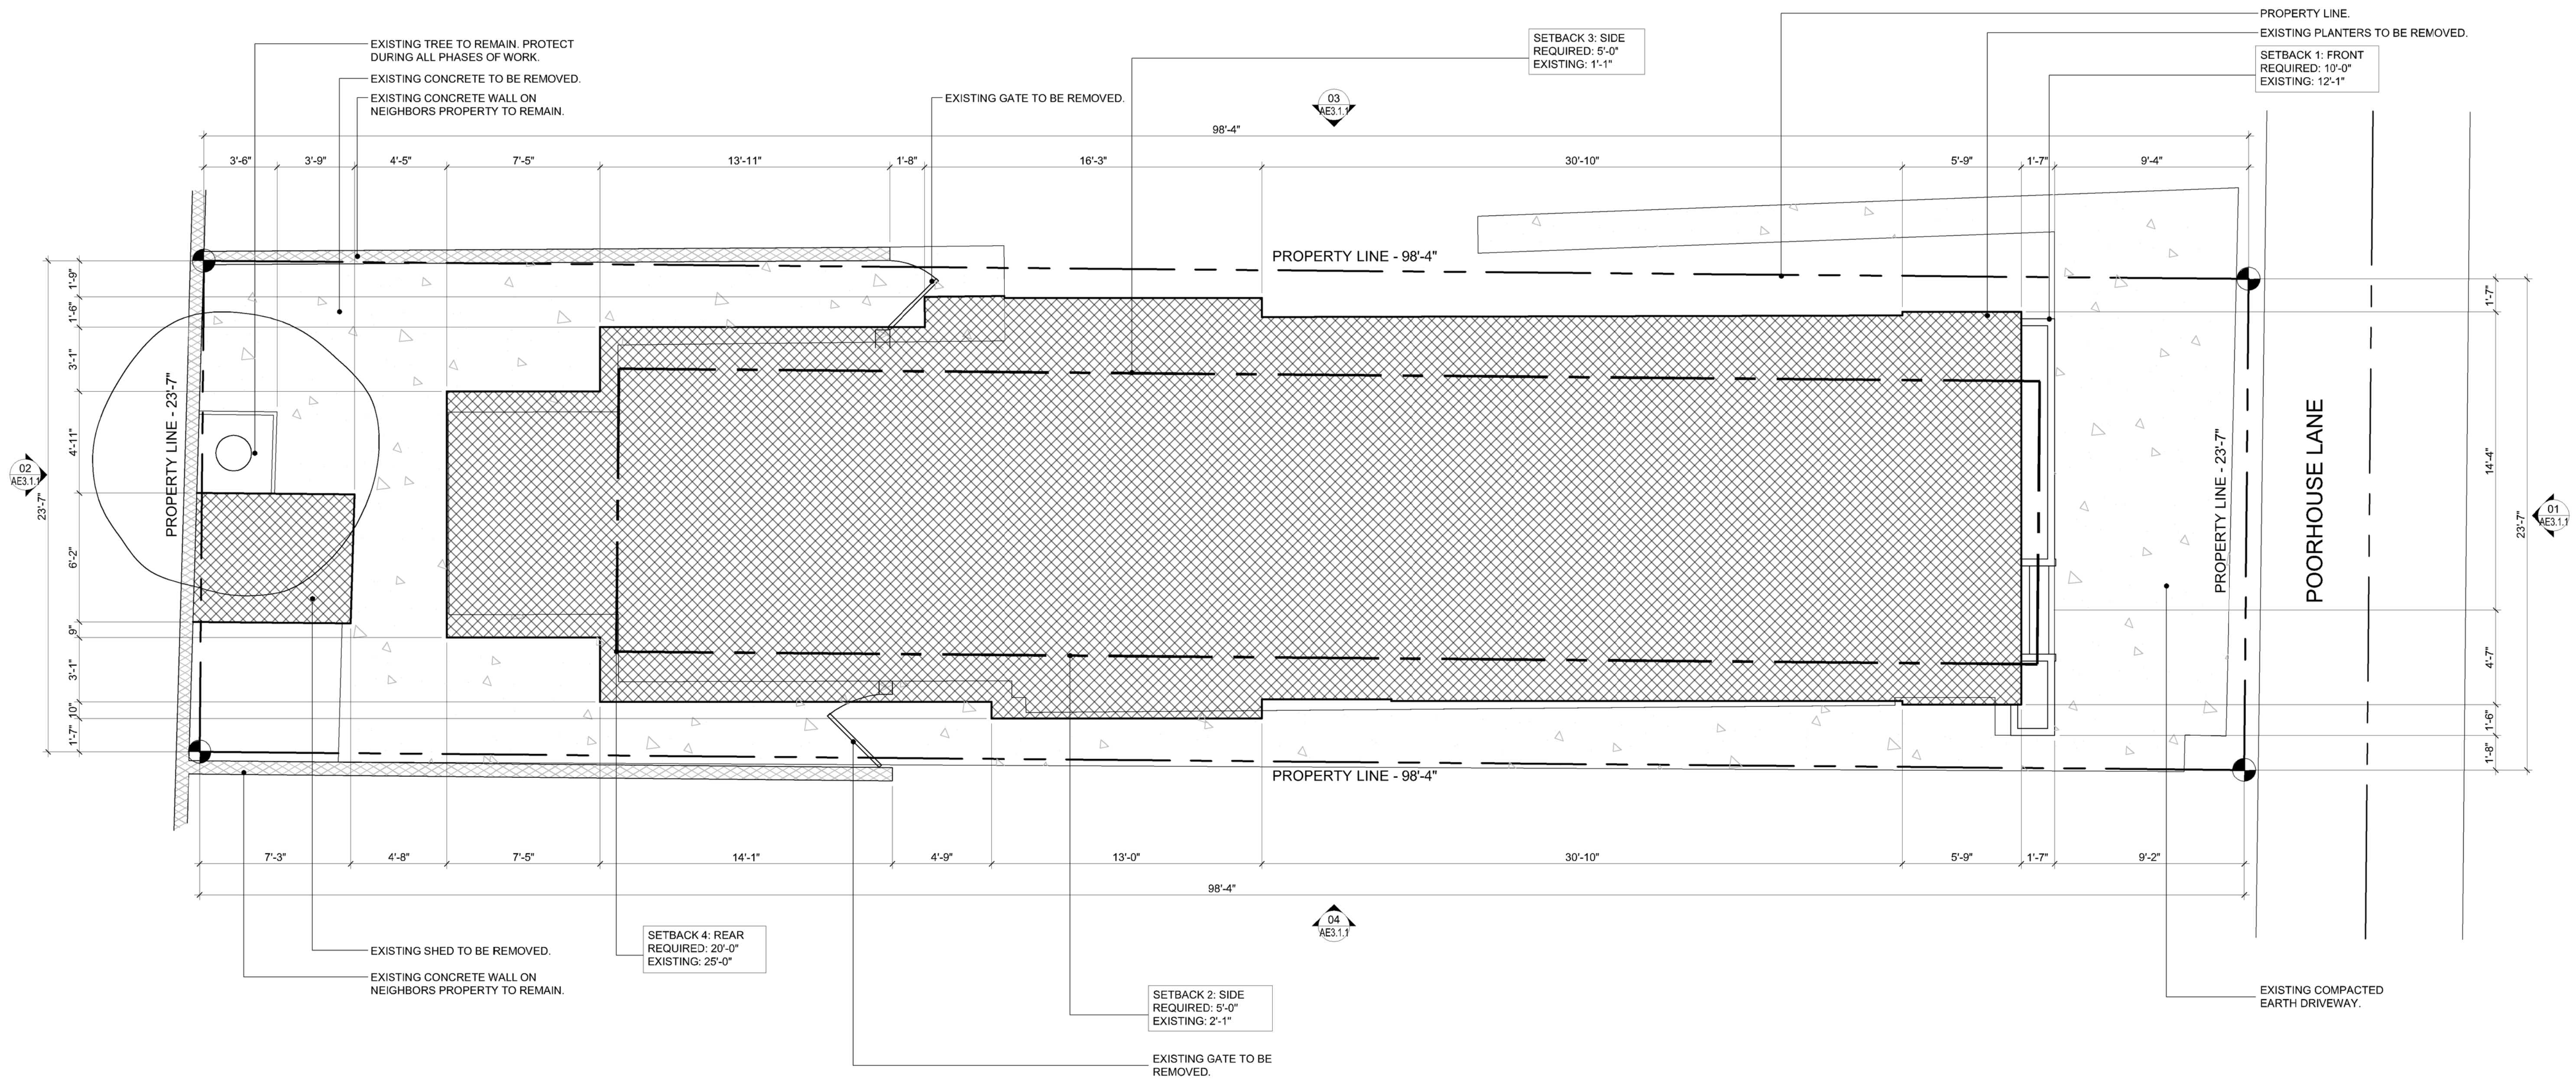 PROPERTY LINE.
EXISTING PLANTERS TO BE REMOVED.
SETBACK 1: FRONT
REQUIRED: 10'-0"
EXISTING: 12'-1"
SETBACK 3: SIDE
REQUIRED: 5'-0"
EXISTING: 1'-1"
EXISTING TREE TO REMAIN. PROTECT
DURING ALL PHASES OF WORK.
EXISTING CONCRETE TO BE REMOVED.
EXISTING CONCRETE WALL ON
NEIGHBORS PROPERTY TO REMAIN.
EXISTING GATE TO BE REMOVED.
03
AE3.1.1
98'-4"
3'-6" 3'-9" 4'-5" 7'-5" 13'-11" 1'-8" 16'-3" 30'-10" 5'-9" 1'-7" 9'-4"
PROPERTY LINE - 98'-4"
1'-9"
1'-6"
3'-1"
4'-11"
6'-2"
9"
3'-1"
10"
1'-7"
23'-7"
02
AE3.1.1
PROPERTY LINE - 23'-7"
PROPERTY LINE - 23'-7"
POORHOUSE LANE
1'-7"
14'-4"
4'-7"
1'-6"
1'-8"
23'-7"
01
AE3.1.1
PROPERTY LINE - 98'-4"
7'-3" 4'-8" 7'-5" 14'-1" 4'-9" 13'-0" 30'-10" 5'-9" 1'-7" 9'-2"
98'-4"
04
AE3.1.1
SETBACK 4: REAR
REQUIRED: 20'-0"
EXISTING: 25'-0"
EXISTING SHED TO BE REMOVED.
EXISTING CONCRETE WALL ON
NEIGHBORS PROPERTY TO REMAIN.
SETBACK 2: SIDE
REQUIRED: 5'-0"
EXISTING: 2'-1"
EXISTING COMPACTED
EARTH DRIVEWAY.
EXISTING GATE TO BE
REMOVED.